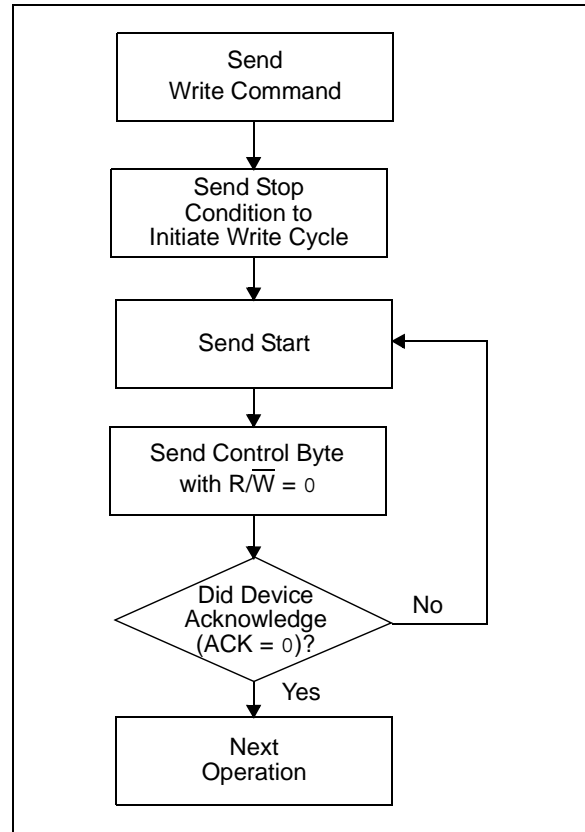 Send
Write Command
Send Stop
Condition to
Initiate Write Cycle
Send Start
Send Control Byte
with R/W̅ = 0
Did Device
Acknowledge
(ACK = 0)?
No
Yes
Next
Operation